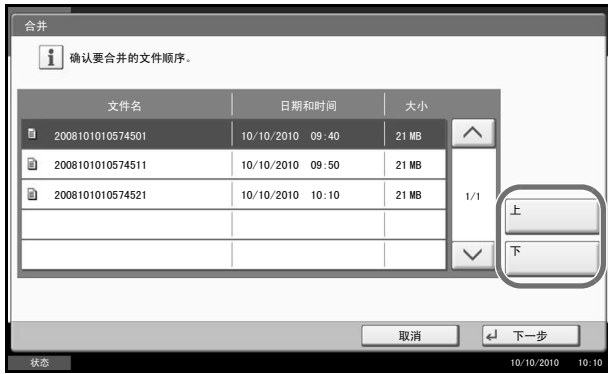 合并
i 确认要合并的文件顺序。
文件名 日期和时间 大小
2008101010574501 10/10/2010 09:40 21 MB
2008101010574511 10/10/2010 09:50 21 MB
2008101010574521 10/10/2010 10:10 21 MB
1/1
上
下
取消 下一步
状态 10/10/2010 10:10